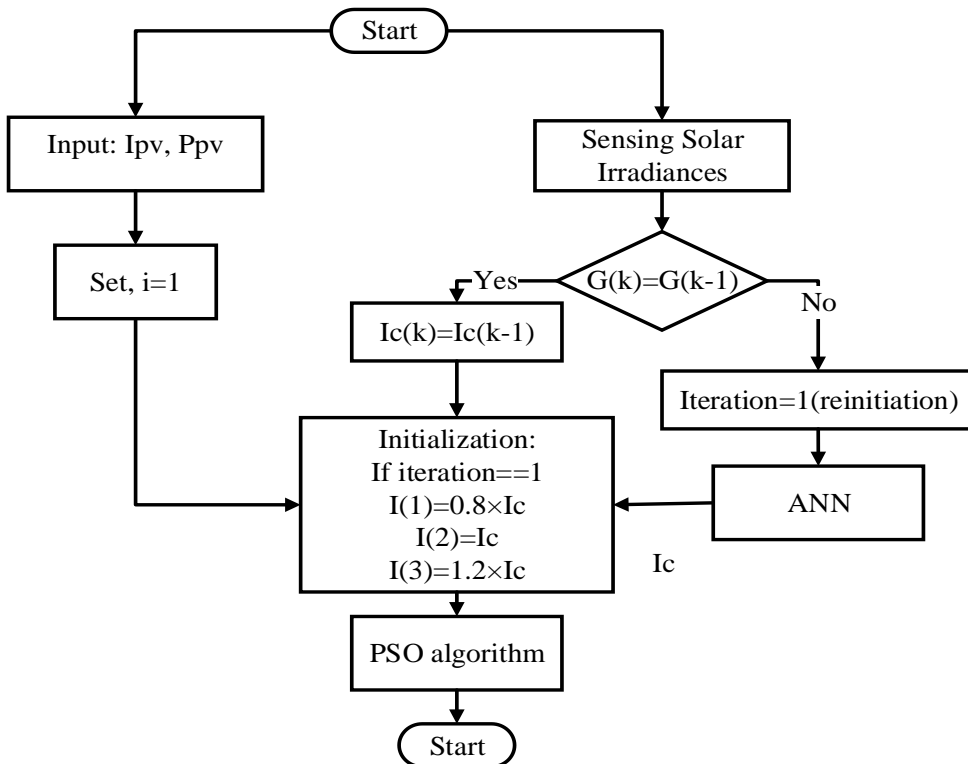 Start
Input: Ipv, Ppv
Set, i=1
Sensing Solar
Irradiances
G(k)=G(k-1)
Yes
No
Ic(k)=Ic(k-1)
Iteration=1(reinitiation)
ANN
Ic
Initialization:
If iteration==1
I(1)=0.8×Ic
I(2)=Ic
I(3)=1.2×Ic
PSO algorithm
Start